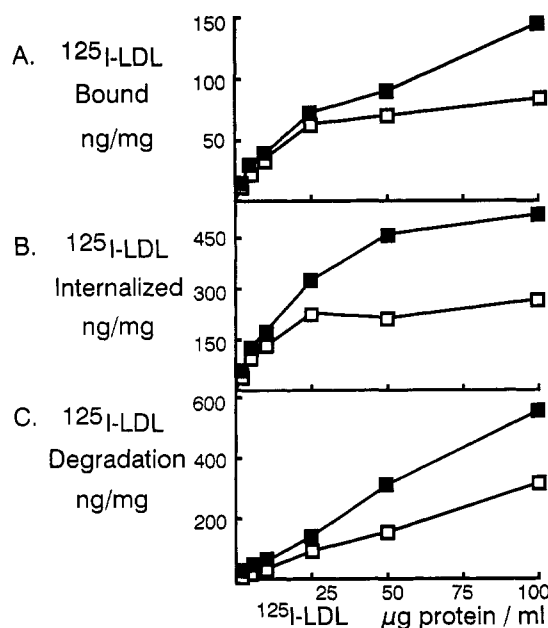 150
A. 125I-LDL
100
Bound
ng/mg
50
450
B. 125I-LDL
Internalized
300
ng/mg
150
600
C. 125I-LDL
Degradation
400
ng/mg
200
25 50 75 100
125I-LDL µg protein / ml